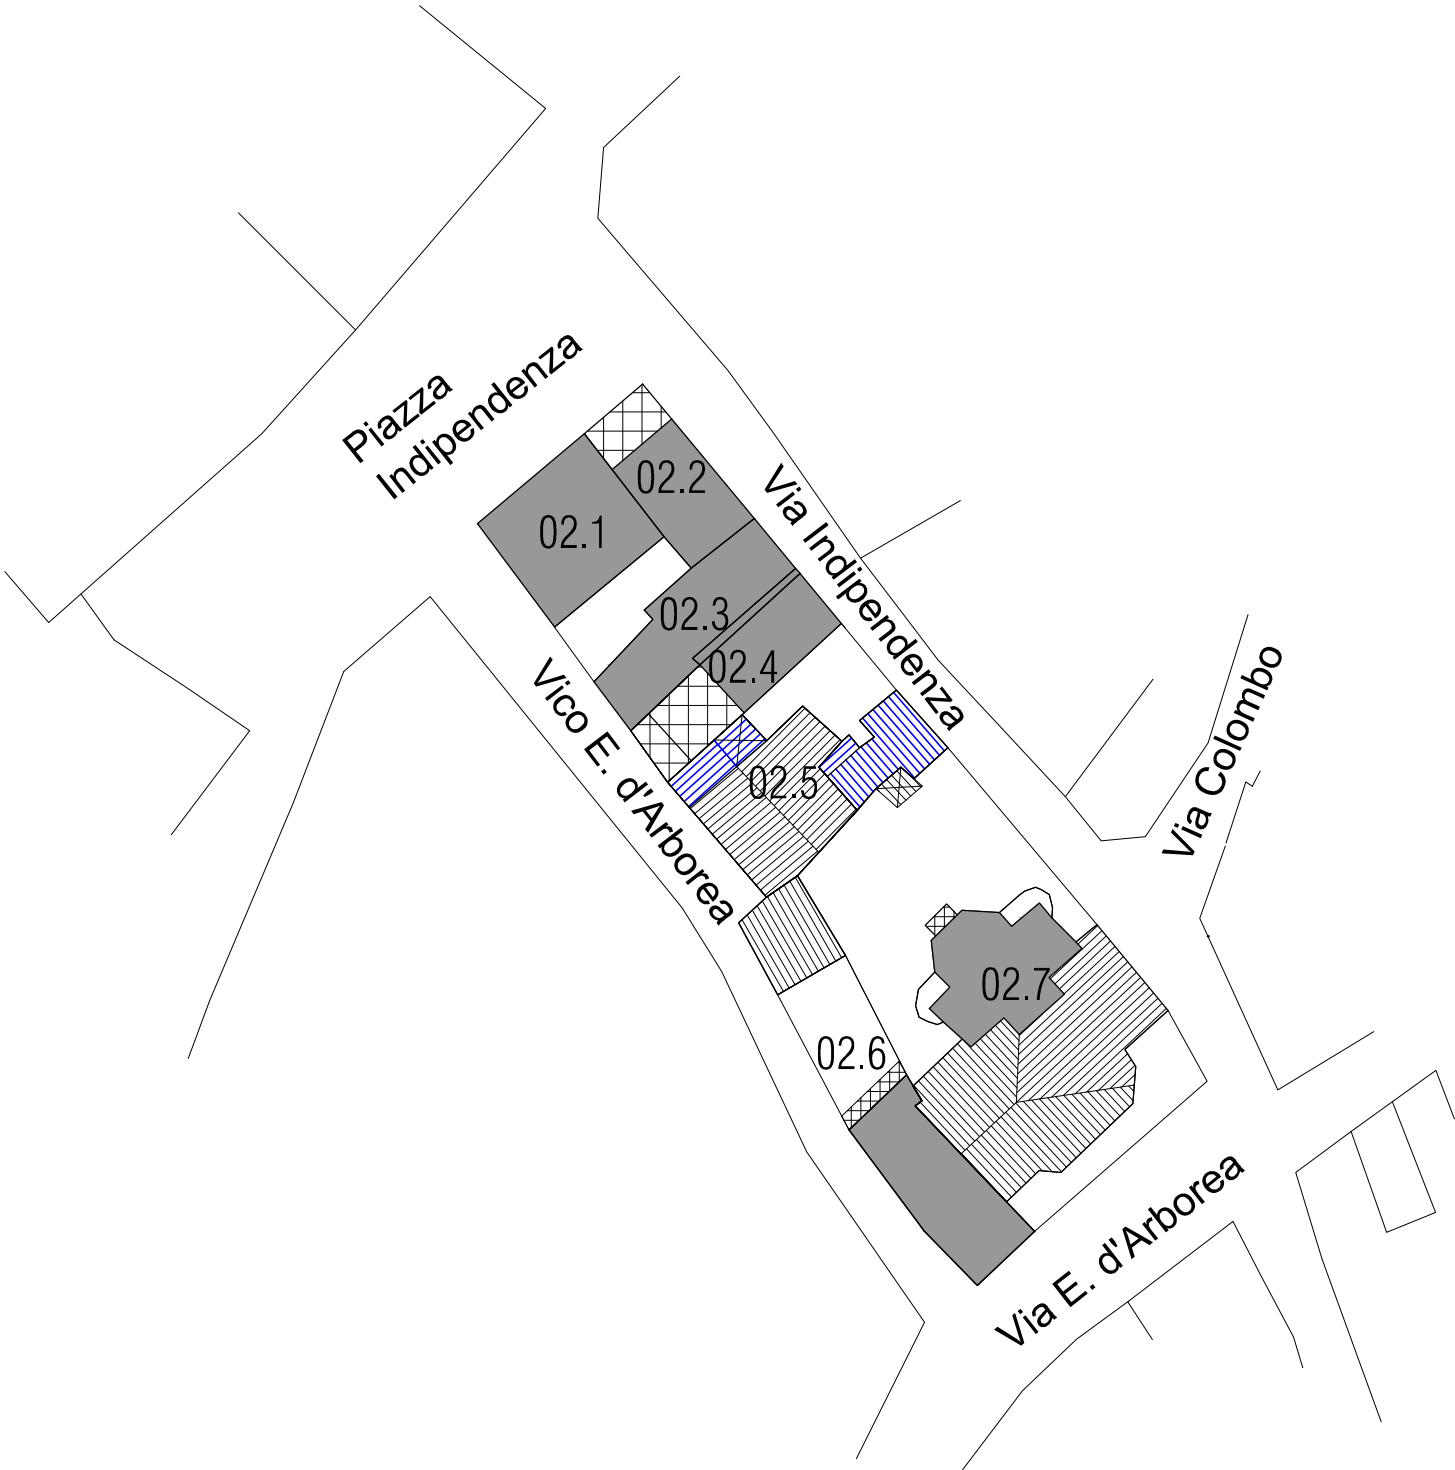 Piazza
Indipendenza
02.2
02.1
Via Indipendenza
02.3
02.4
Vico E. d'Arborea
02.5
Via Colombo
02.7
02.6
Via E. d'Arborea